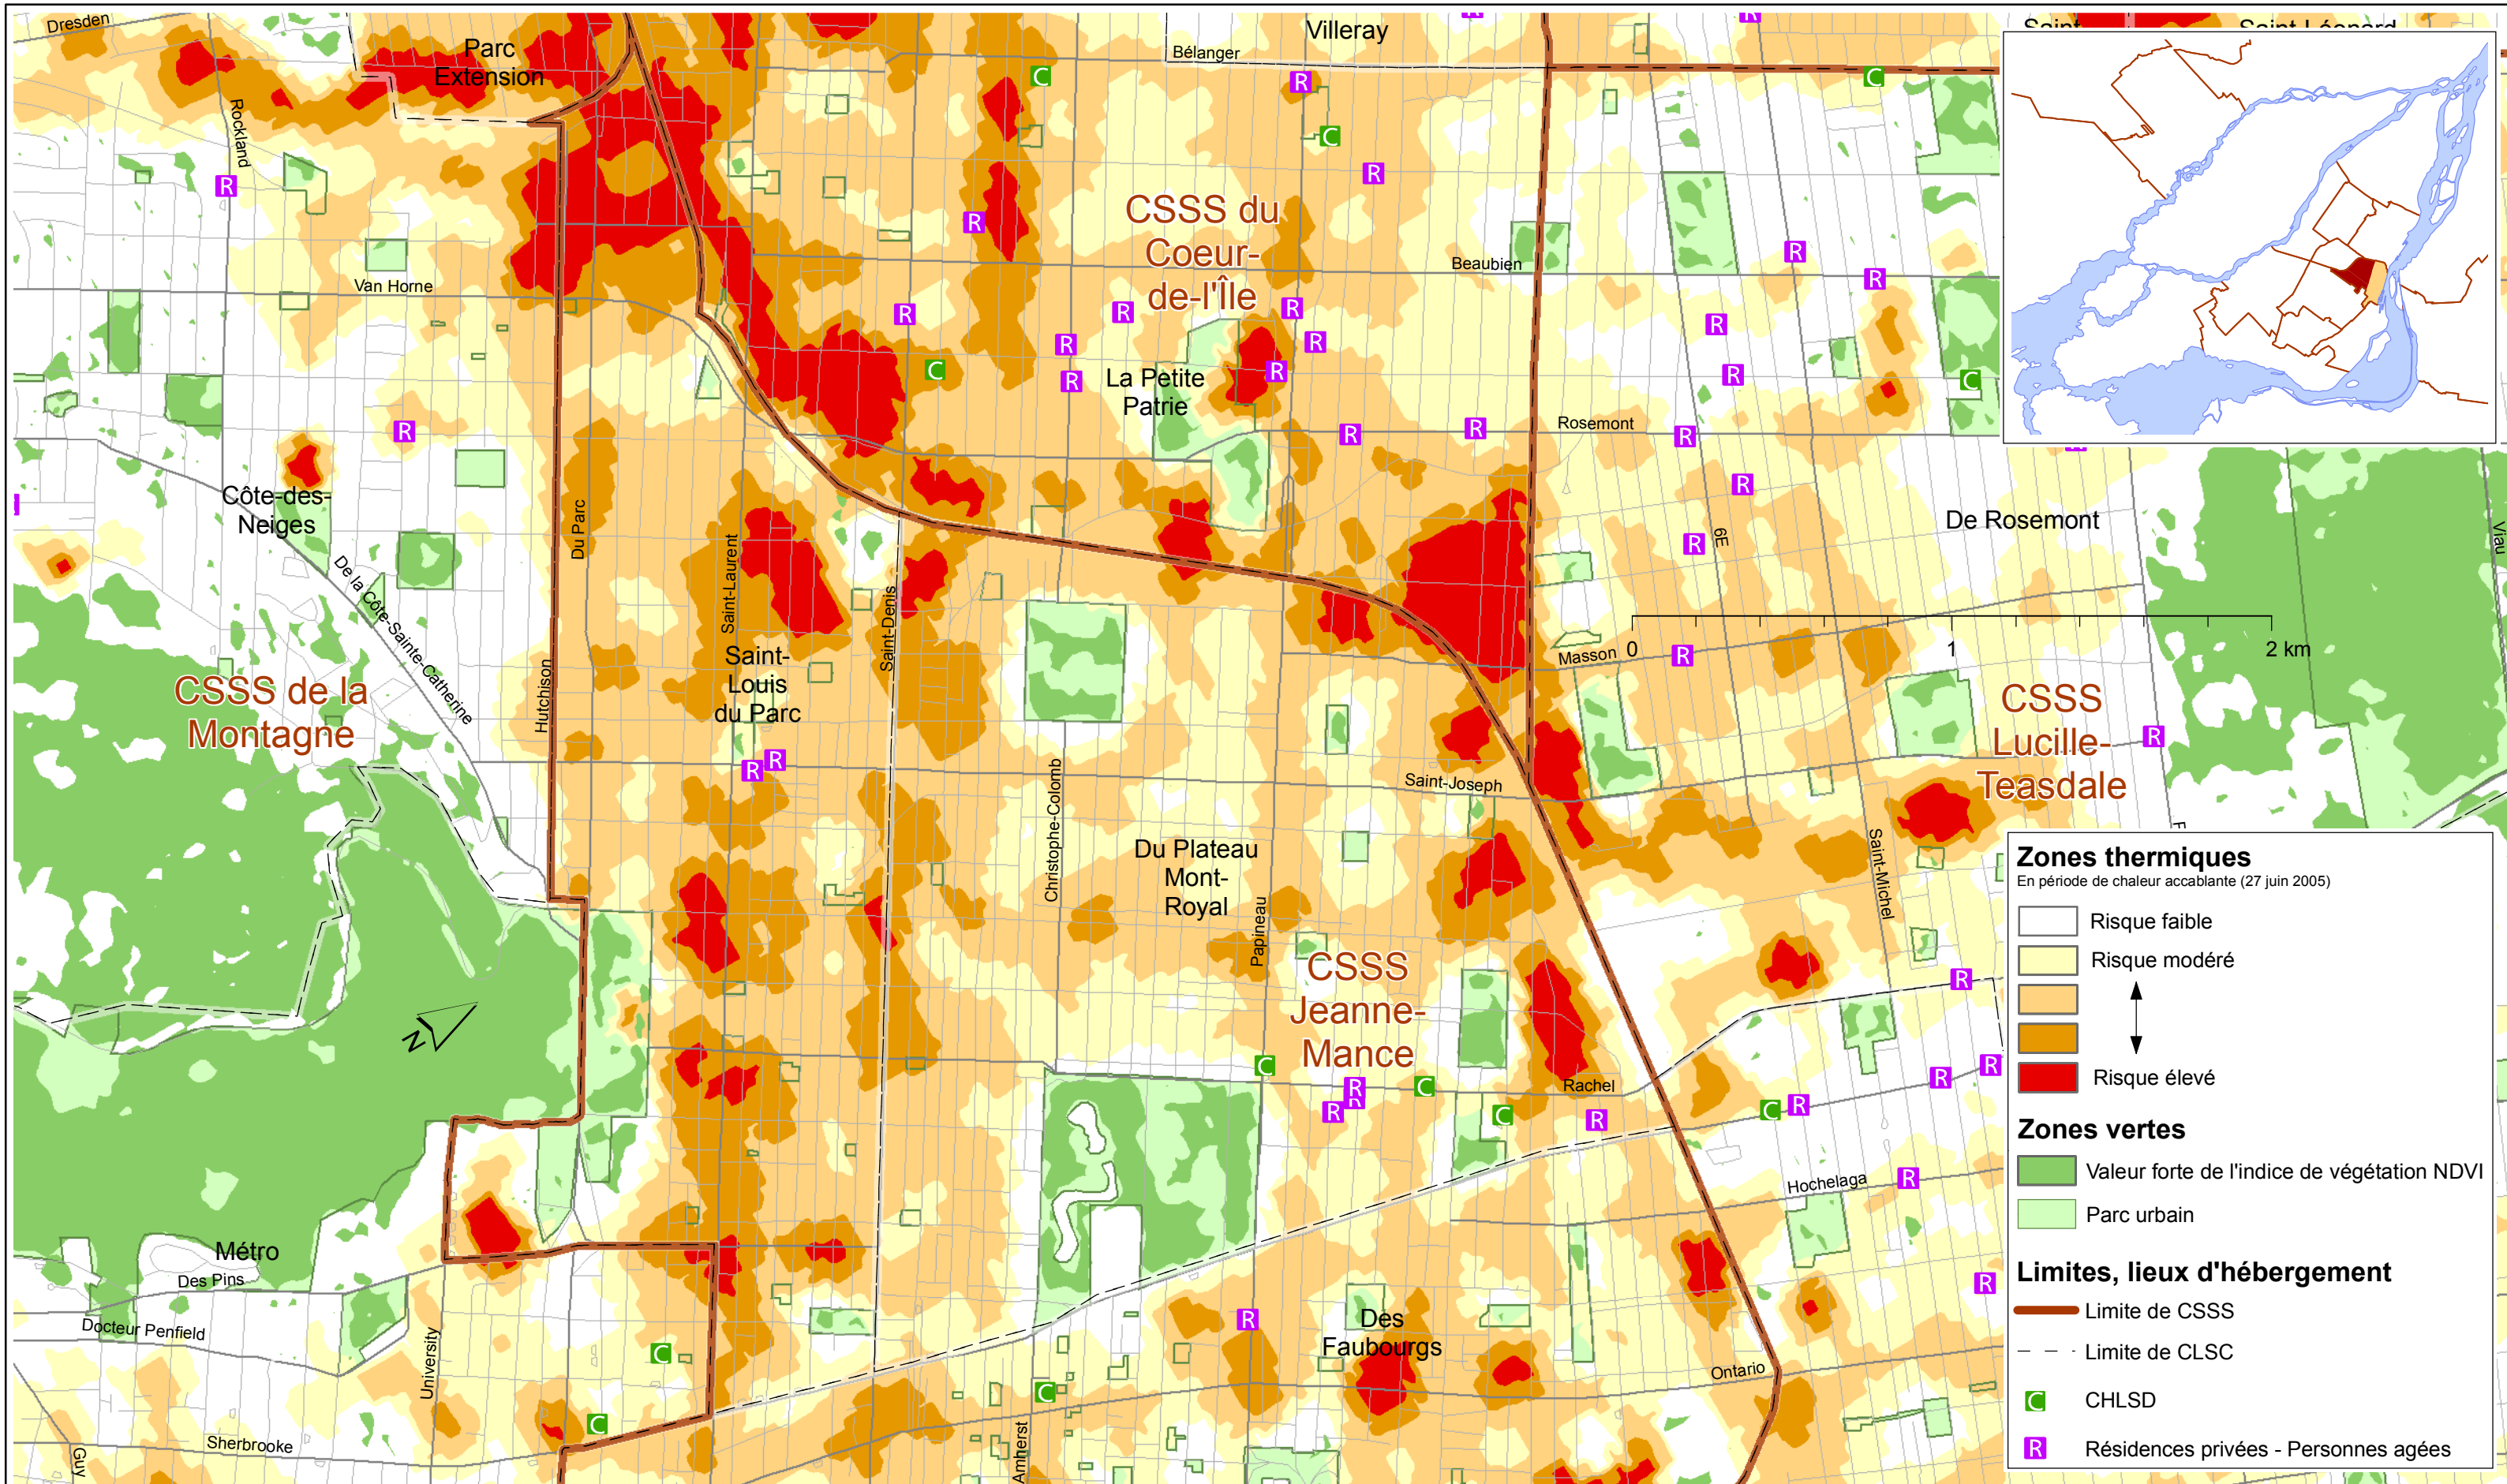 Dresden
Parc
Extension
Villeray
Bélanger
Rockland
CSSS du
Coeur-
de-l'Île
Beaubien
Van Horne
La Petite
Patrie
Rosemont
Côte-des-
Neiges
De la Côte-Sainte-Catherine
Du Parc
Saint-Laurent
Saint-Denis
6E
De Rosemont
Viau
0
1
2 km
Masson
Saint-
Louis
du Parc
Hutchison
CSSS de la
Montagne
CSSS
Lucille-
Teasdale
Saint-Joseph
Christophe-Colomb
Du Plateau
Mont-
Royal
Papineau
Saint-Michel
CSSS
Jeanne-
Mance
N
Rachel
Hochelaga
Métro
Des Pins
Docteur Penfield
University
Des
Faubourgs
Ontario
Sherbrooke
Guy
Amherst
Zones thermiques
En période de chaleur accablante (27 juin 2005)
Risque faible
Risque modéré
Risque élevé
Zones vertes
Valeur forte de l'indice de végétation NDVI
Parc urbain
Limites, lieux d'hébergement
Limite de CSSS
Limite de CLSC
C CHLSD
R Résidences privées - Personnes agées